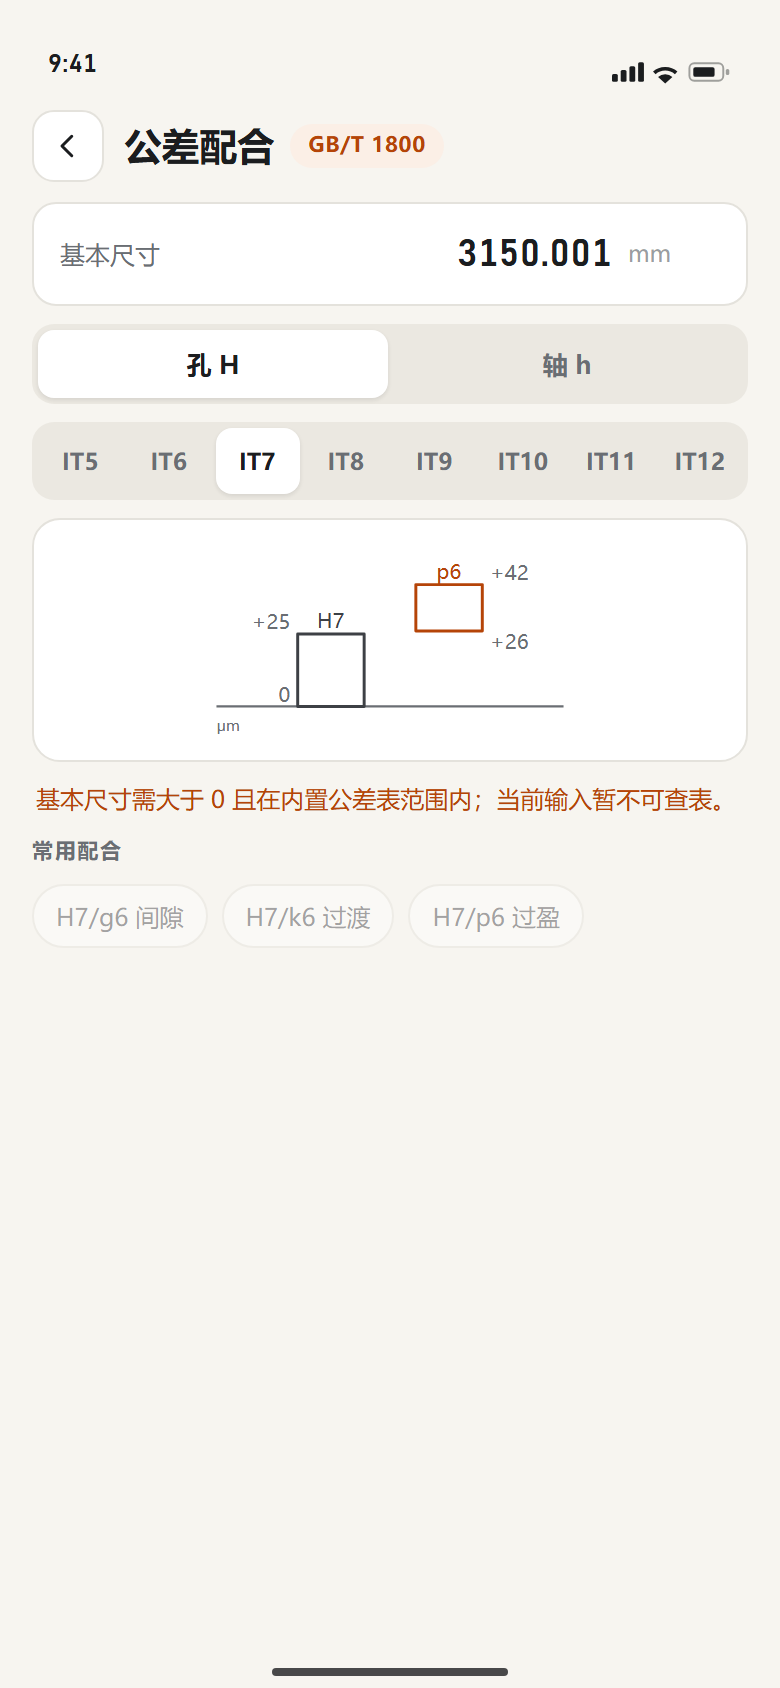 9:41
公差配合 GB/T 1800
基本尺寸 3150.001 mm
孔 H 轴 h
IT5 IT6 IT7 IT8 IT9 IT10 IT11 IT12
p6 +42
+25 H7
+26
0
μm
基本尺寸需大于 0 且在内置公差表范围内；当前输入暂不可查表。
常用配合
H7/g6 间隙 H7/k6 过渡 H7/p6 过盈